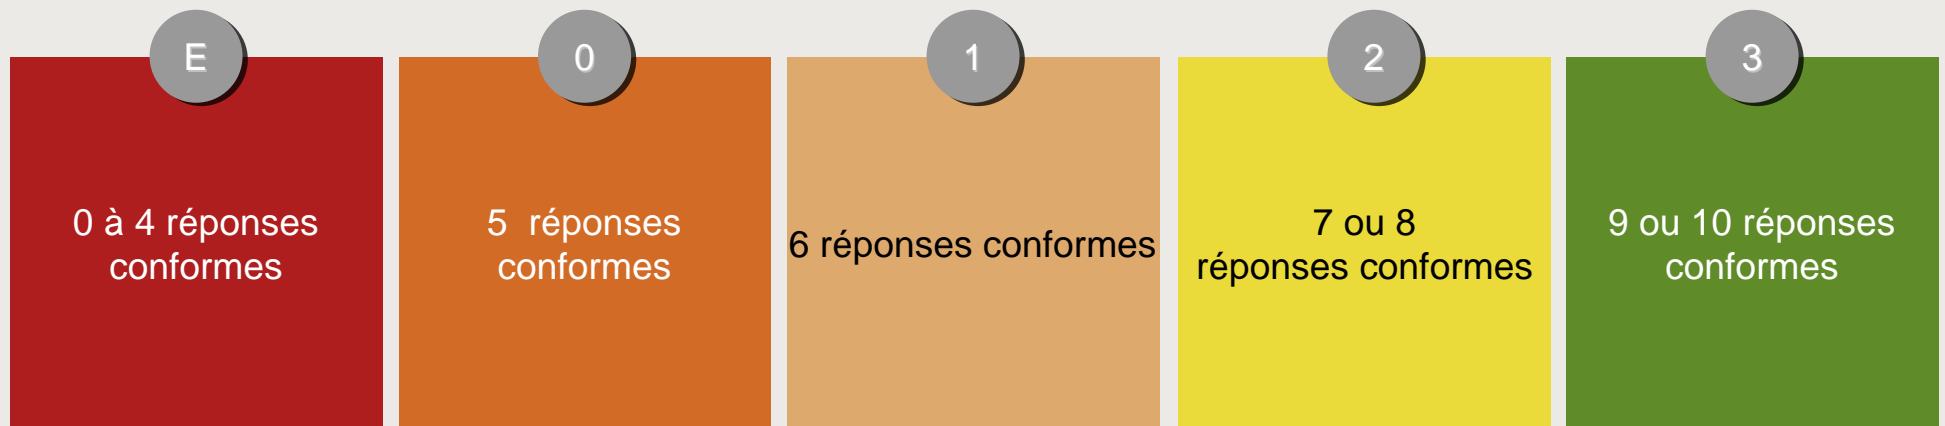 E
0 à 4 réponses
conformes
0
5 réponses
conformes
1
6 réponses conformes
2
7 ou 8
réponses conformes
3
9 ou 10 réponses
conformes